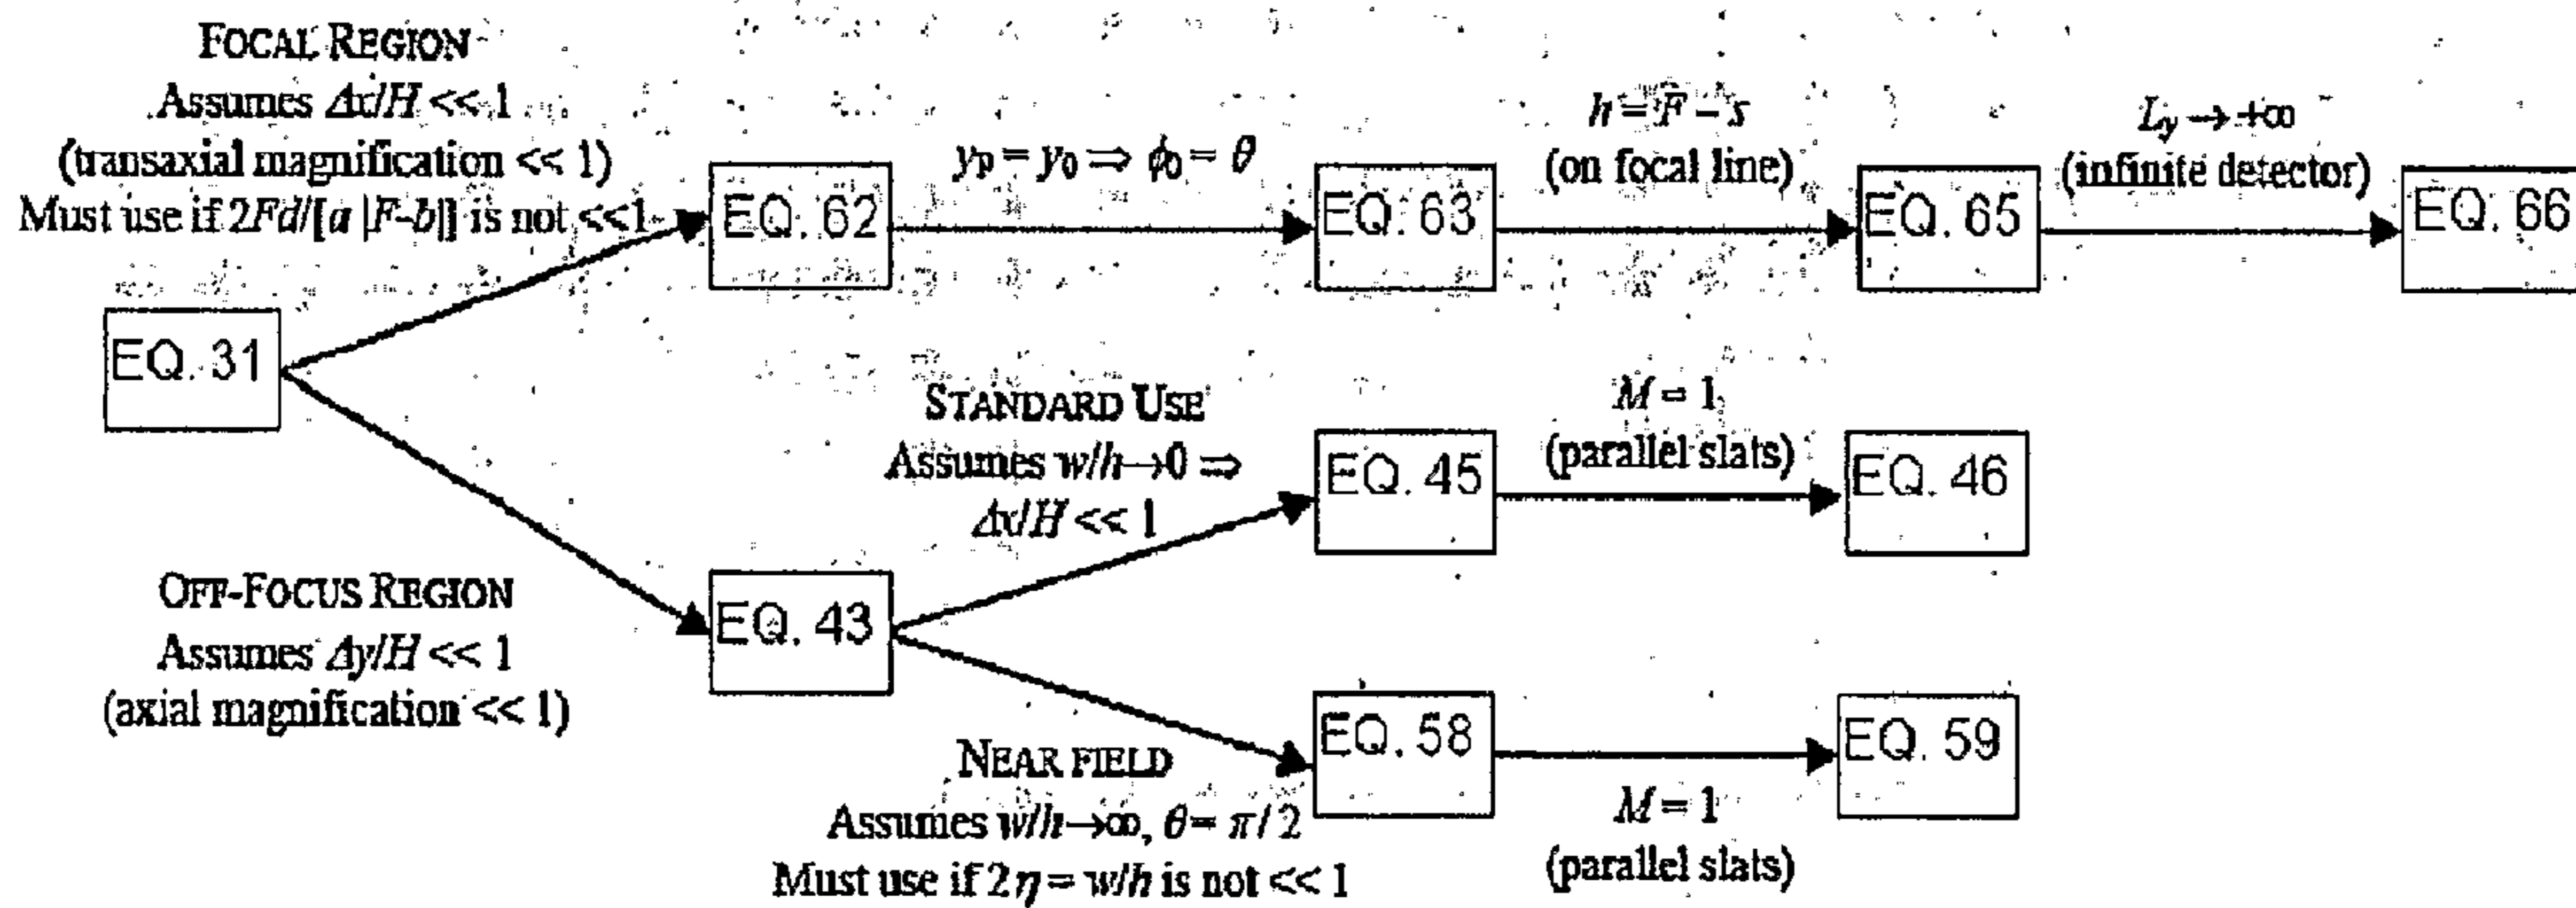 FOCAL REGION
Assumes Δx/H << 1
(transaxial magnification << 1)
Must use if 2Fd/[a |F-b|] is not <<1
EQ. 62
yp = y0 ⇒ ϕ0 = θ
EQ. 63
h = F – s
(on focal line)
EQ. 65
Ly → +∞
(infinite detector)
EQ. 66
EQ. 31
OFF-FOCUS REGION
Assumes Δy/H << 1
(axial magnification << 1)
EQ. 43
STANDARD USE
Assumes w/h→0 ⇒
Δx/H << 1
EQ. 45
M = 1
(parallel slats)
EQ. 46
NEAR FIELD
Assumes w/h→∞, θ = π/2
Must use if 2η = w/h is not << 1
EQ. 58
M = 1
(parallel slats)
EQ. 59